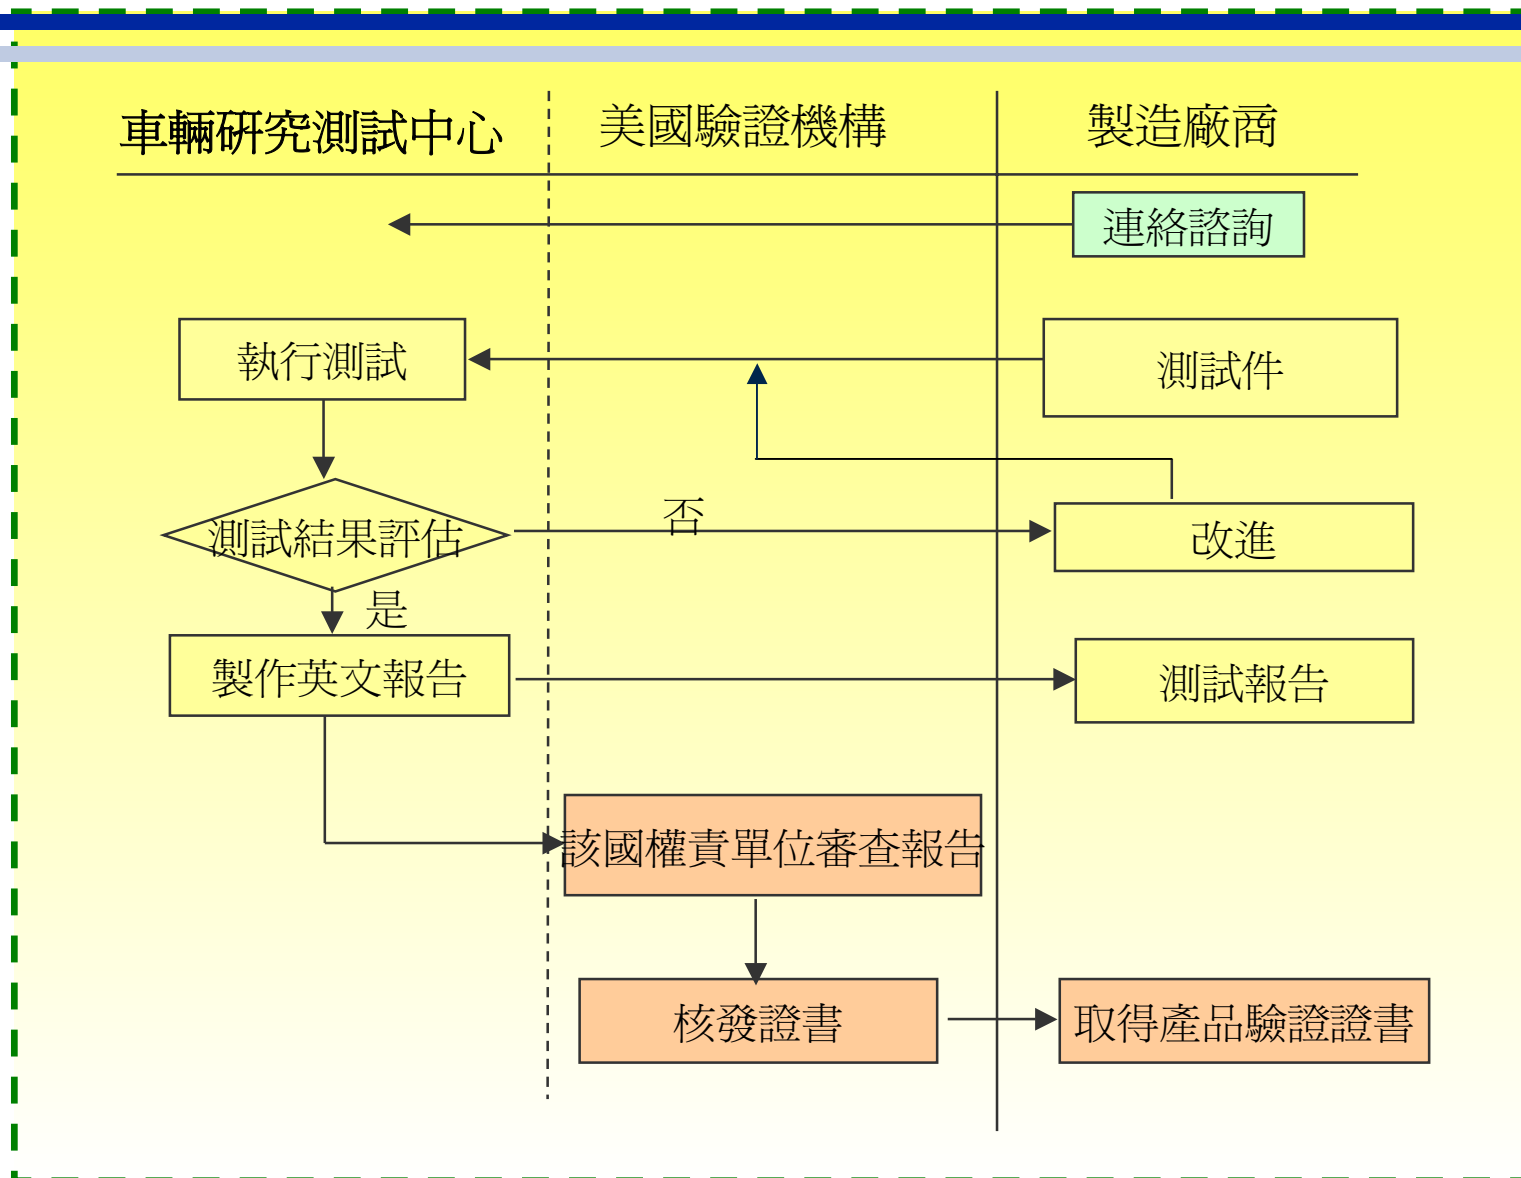 車輛研究測試中心
美國驗證機構
製造廠商
連絡諮詢
執行測試
測試件
測試結果評估
否
改進
是
製作英文報告
測試報告
該國權責單位審查報告
核發證書
取得產品驗證證書